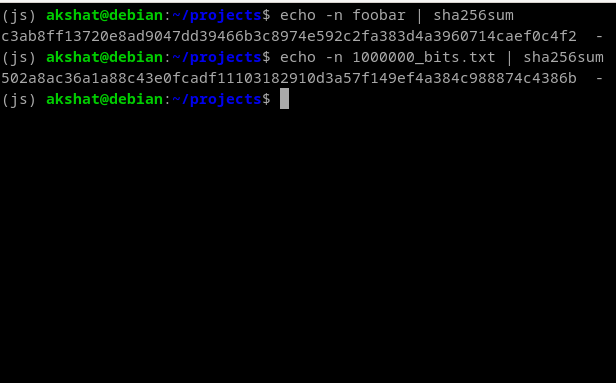 (js) akshat@debian:~/projects$ echo -n foobar | sha256sum
c3ab8ff13720e8ad9047dd39466b3c8974e592c2fa383d4a3960714caef0c4f2  -
(js) akshat@debian:~/projects$ echo -n 1000000_bits.txt | sha256sum
502a8ac36a1a88c43e0fcadf11103182910d3a57f149ef4a384c988874c4386b  -
(js) akshat@debian:~/projects$